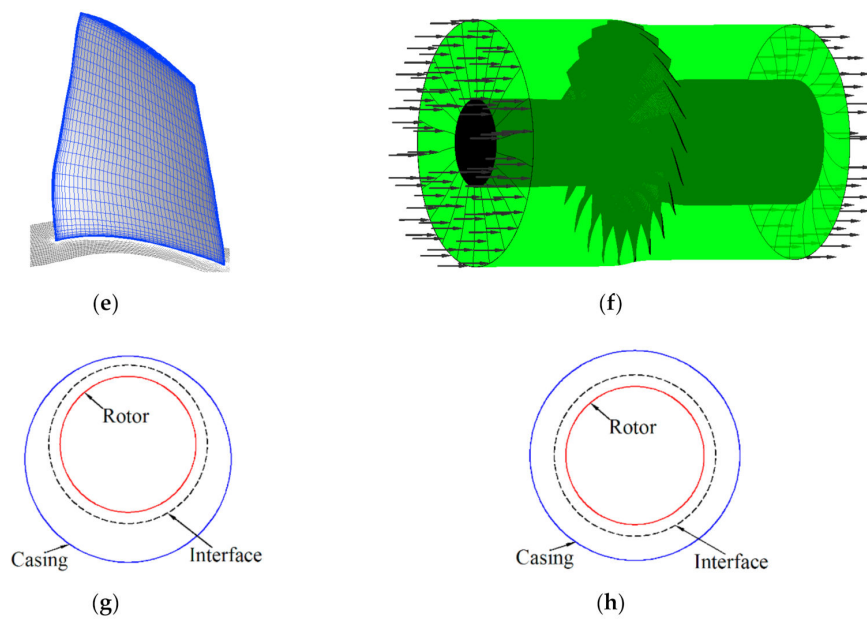 (e)
(f)
Rotor
Casing
Interface
(g)
Rotor
Casing
Interface
(h)